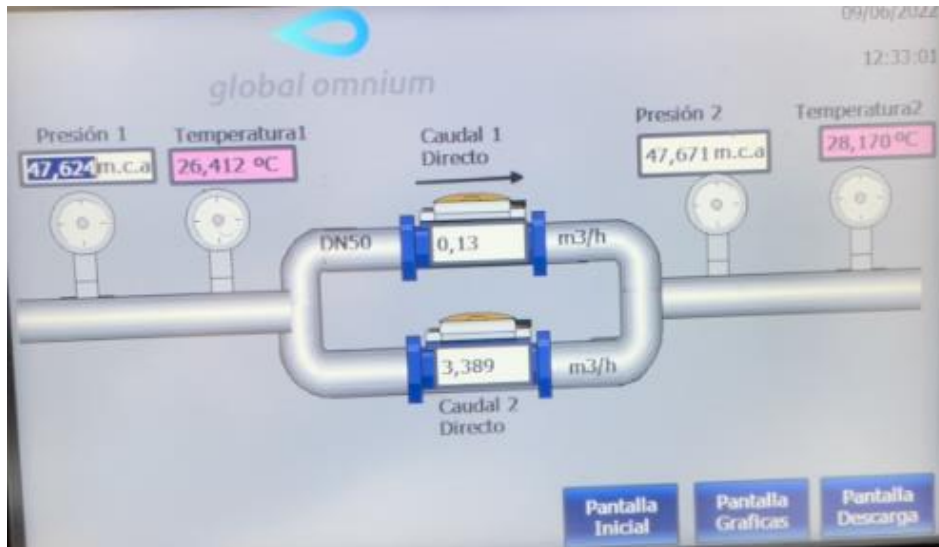 09/06/2022
12:33:01
global omnium
Presión 1
47,624 m.c.a
Temperatura1
26,412 ºC
Caudal 1
Directo
Presión 2
47,671 m.c.a
Temperatura2
28,170 ºC
DN50
0,13
m3/h
3,389
m3/h
Caudal 2
Directo
Pantalla
Inicial
Pantalla
Graficas
Pantalla
Descarga